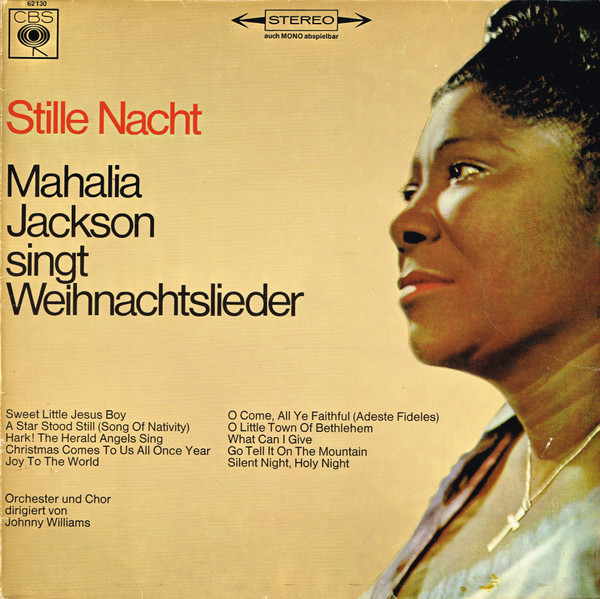 62 130
CBS
STEREO
auch MONO abspielbar
Stille Nacht
Mahalia
Jackson
singt
Weihnachtslieder
Sweet Little Jesus Boy
A Star Stood Still (Song Of Nativity)
Hark! The Herald Angels Sing
Christmas Comes To Us All Once Year
Joy To The World
O Come, All Ye Faithful (Adeste Fideles)
O Little Town Of Bethlehem
What Can I Give
Go Tell It On The Mountain
Silent Night, Holy Night
Orchester und Chor
dirigiert von
Johnny Williams